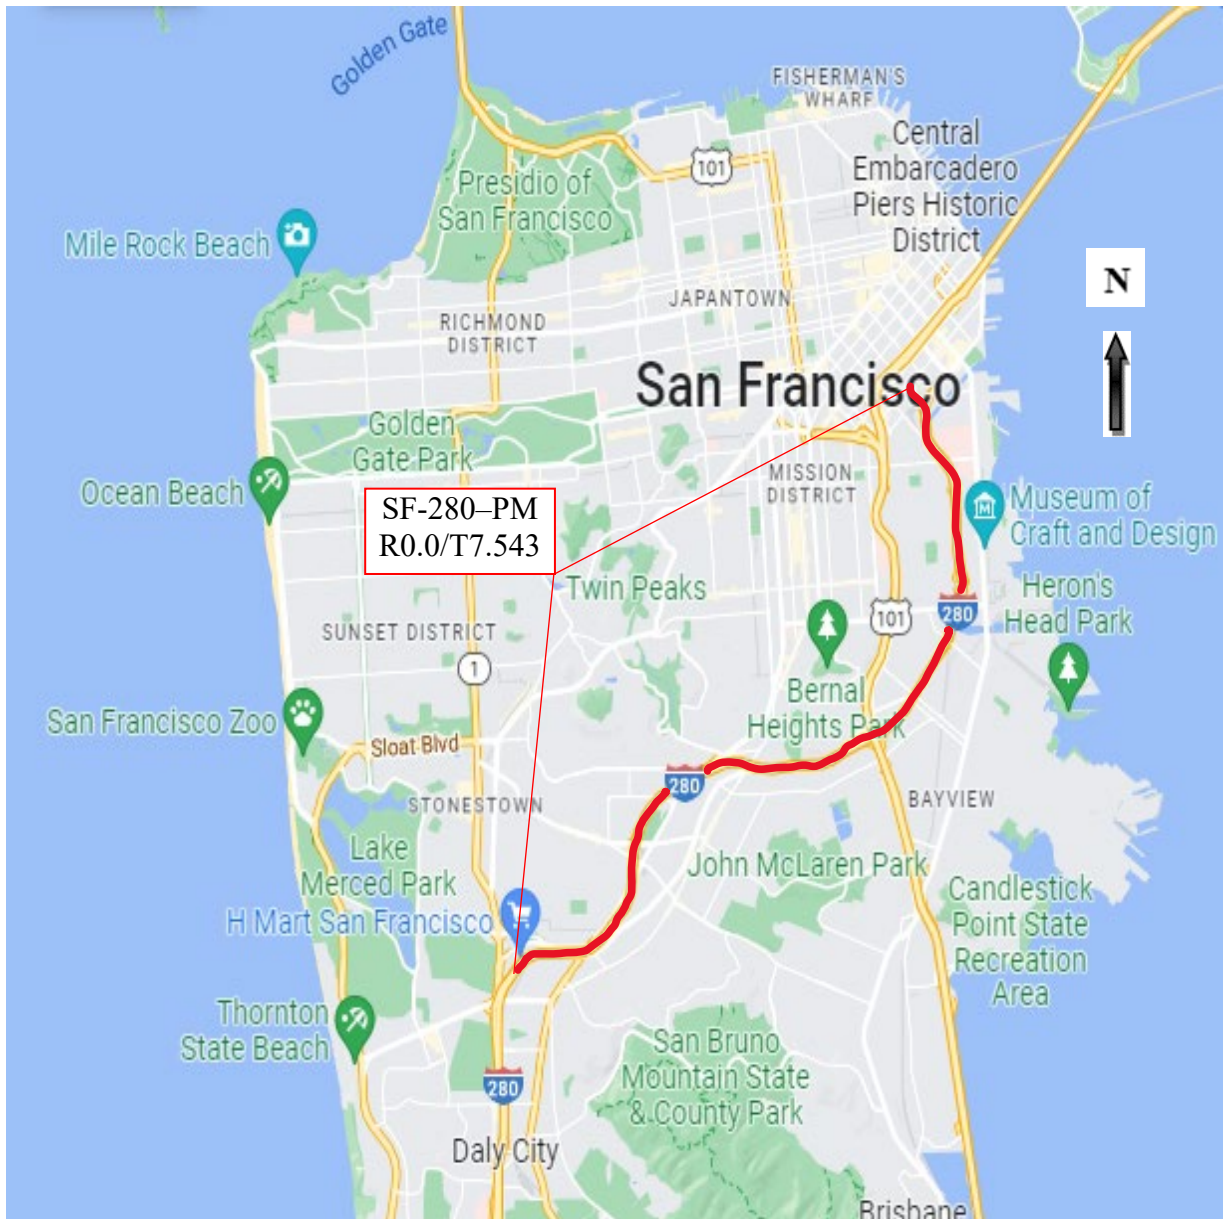 Golden Gate
FISHERMAN'S
WHARF
Central
Embarcadero
Piers Historic
District
101
Presidio of
San Francisco
Mile Rock Beach
N
JAPANTOWN
RICHMOND
DISTRICT
San Francisco
Golden
Gate Park
MISSION
DISTRICT
Ocean Beach
SF-280–PM
R0.0/T7.543
Museum of
Craft and Design
M
Twin Peaks
Heron's
Head Park
280
101
SUNSET DISTRICT
1
Bernal
Heights Park
San Francisco Zoo
Sloat Blvd
280
STONESTOWN
BAYVIEW
Lake
Merced Park
John McLaren Park
H Mart San Francisco
Candlestick
Point State
Recreation
Area
Thornton
State Beach
San Bruno
Mountain State
& County Park
280
Daly City
Brisbane